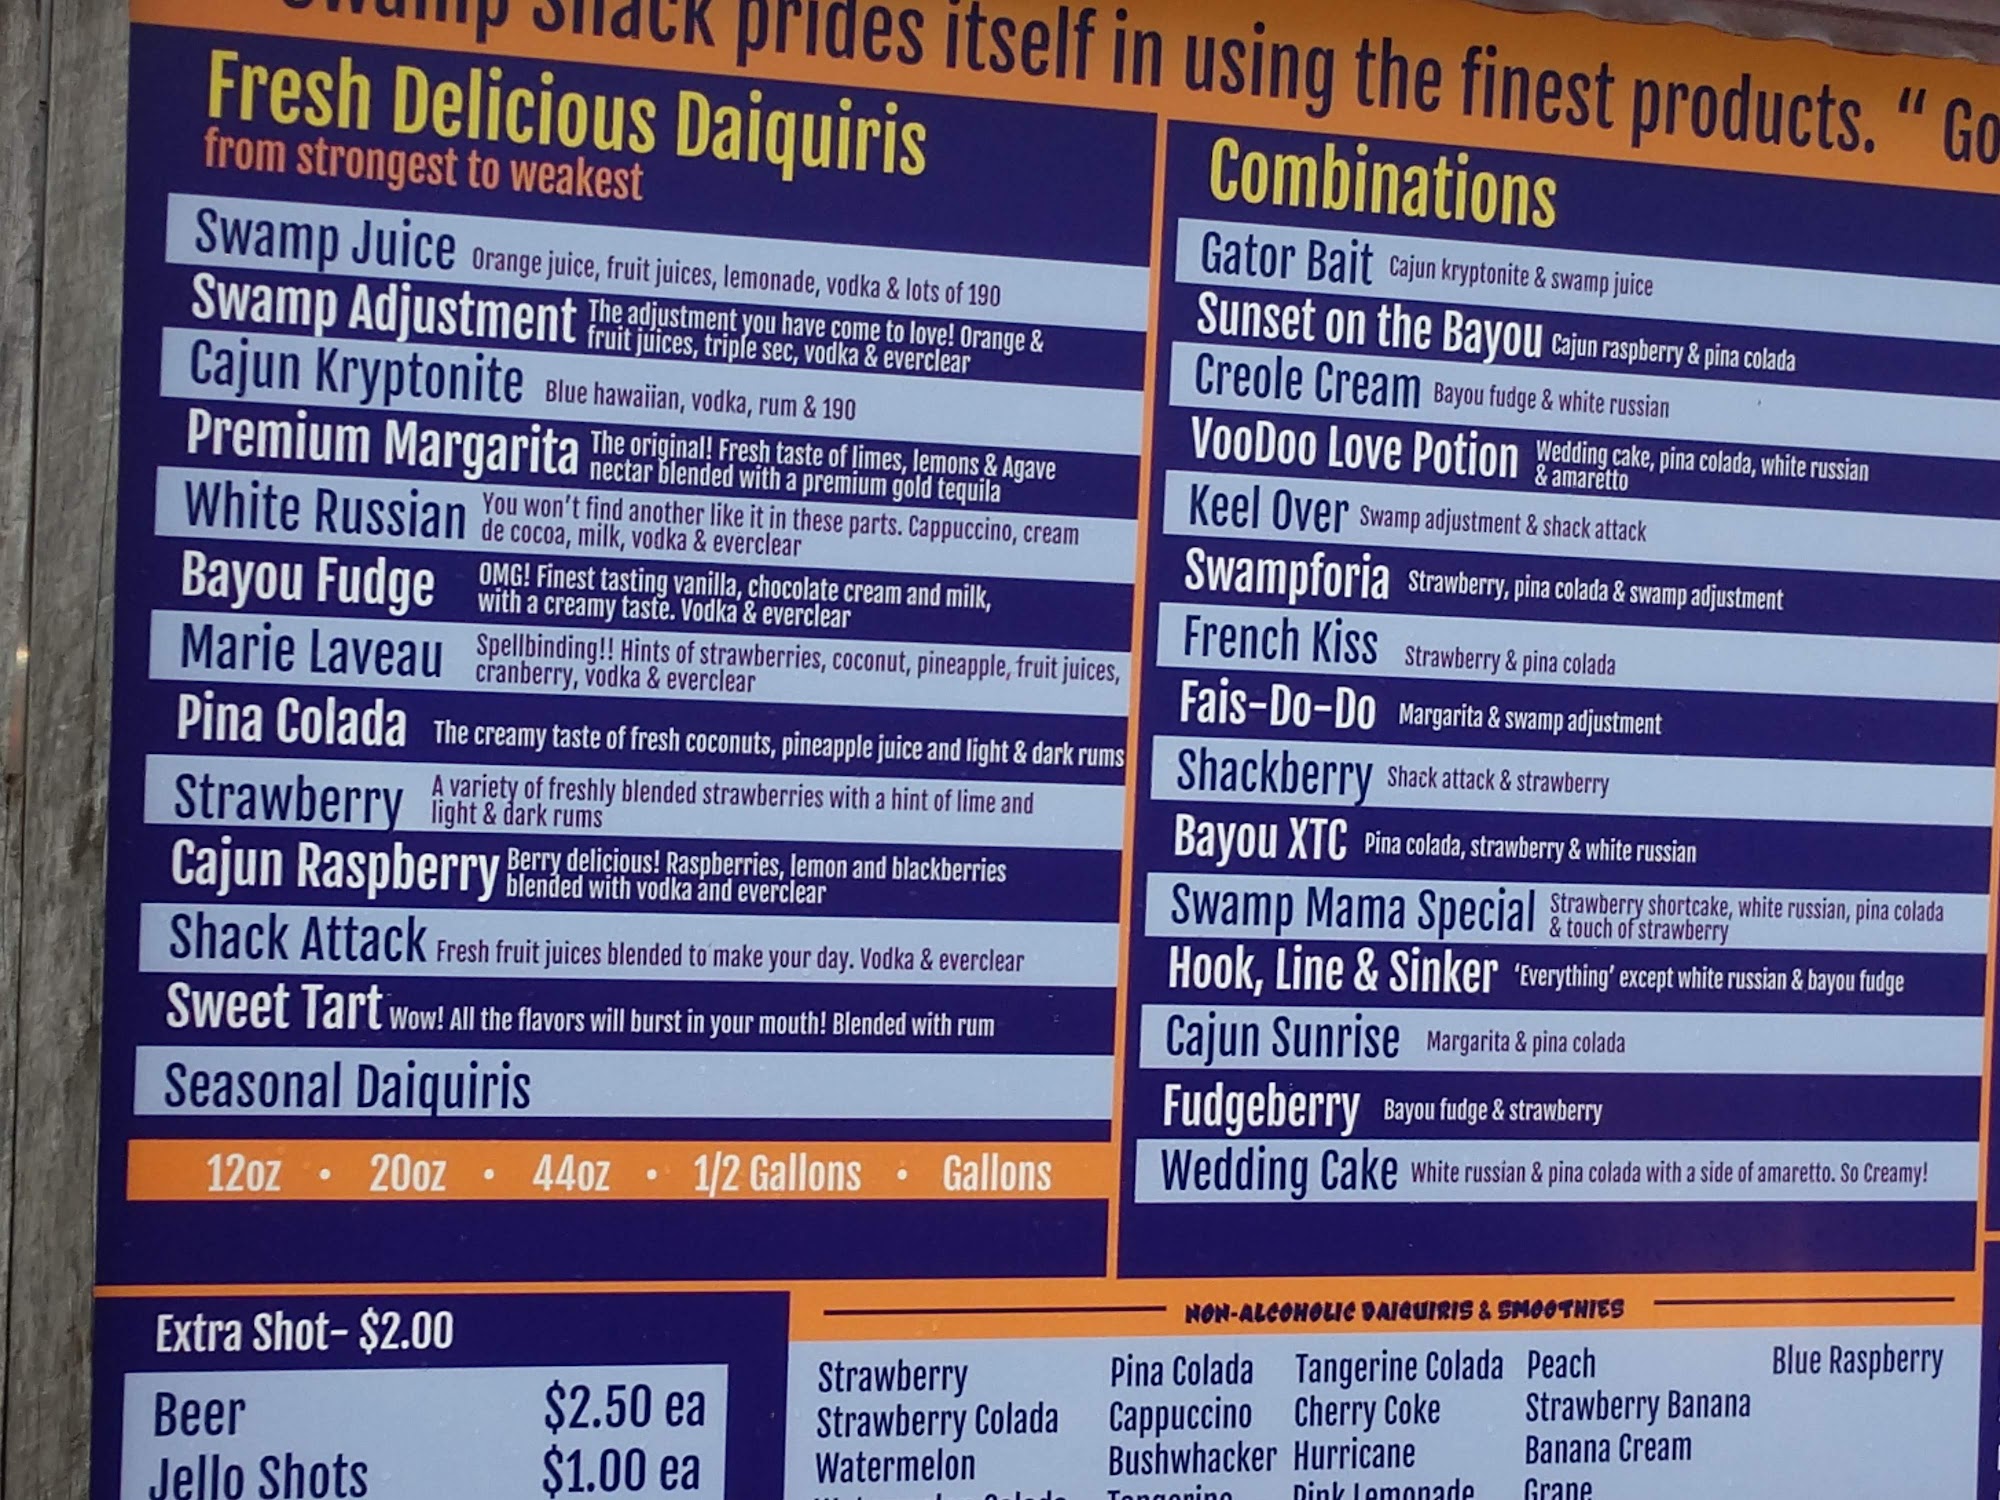 Swamp Shack prides itself in using the finest products. “ Go
Fresh Delicious Daiquiris
from strongest to weakest
Swamp Juice Orange juice, fruit juices, lemonade, vodka & lots of 190
Swamp Adjustment The adjustment you have come to love! Orange &
fruit juices, triple sec, vodka & everclear
Cajun Kryptonite Blue hawaiian, vodka, rum & 190
Premium Margarita The original! Fresh taste of limes, lemons & Agave
nectar blended with a premium gold tequila
White Russian You won't find another like it in these parts. Cappuccino, cream
de cocoa, milk, vodka & everclear
Bayou Fudge OMG! Finest tasting vanilla, chocolate cream and milk,
with a creamy taste. Vodka & everclear
Marie Laveau Spellbinding!! Hints of strawberries, coconut, pineapple, fruit juices,
cranberry, vodka & everclear
Pina Colada The creamy taste of fresh coconuts, pineapple juice and light & dark rums
Strawberry A variety of freshly blended strawberries with a hint of lime and
light & dark rums
Cajun Raspberry Berry delicious! Raspberries, lemon and blackberries
blended with vodka and everclear
Shack Attack Fresh fruit juices blended to make your day. Vodka & everclear
Sweet Tart Wow! All the flavors will burst in your mouth! Blended with rum
Seasonal Daiquiris
12oz • 20oz • 44oz • 1/2 Gallons • Gallons
Combinations
Gator Bait Cajun kryptonite & swamp juice
Sunset on the Bayou Cajun raspberry & pina colada
Creole Cream Bayou fudge & white russian
VooDoo Love Potion Wedding cake, pina colada, white russian
& amaretto
Keel Over Swamp adjustment & shack attack
Swampforia Strawberry, pina colada & swamp adjustment
French Kiss Strawberry & pina colada
Fais-Do-Do Margarita & swamp adjustment
Shackberry Shack attack & strawberry
Bayou XTC Pina colada, strawberry & white russian
Swamp Mama Special Strawberry shortcake, white russian, pina colada
& touch of strawberry
Hook, Line & Sinker 'Everything' except white russian & bayou fudge
Cajun Sunrise Margarita & pina colada
Fudgeberry Bayou fudge & strawberry
Wedding Cake White russian & pina colada with a side of amaretto. So Creamy!
Extra Shot- $2.00
Beer $2.50 ea
Jello Shots $1.00 ea
NON-ALCOHOLIC DAIQUIRIS & SMOOTHIES
Strawberry Pina Colada Tangerine Colada Peach Blue Raspberry
Strawberry Colada Cappuccino Cherry Coke Strawberry Banana
Watermelon Bushwhacker Hurricane Banana Cream
Tangerine Pink Lemonade Grape